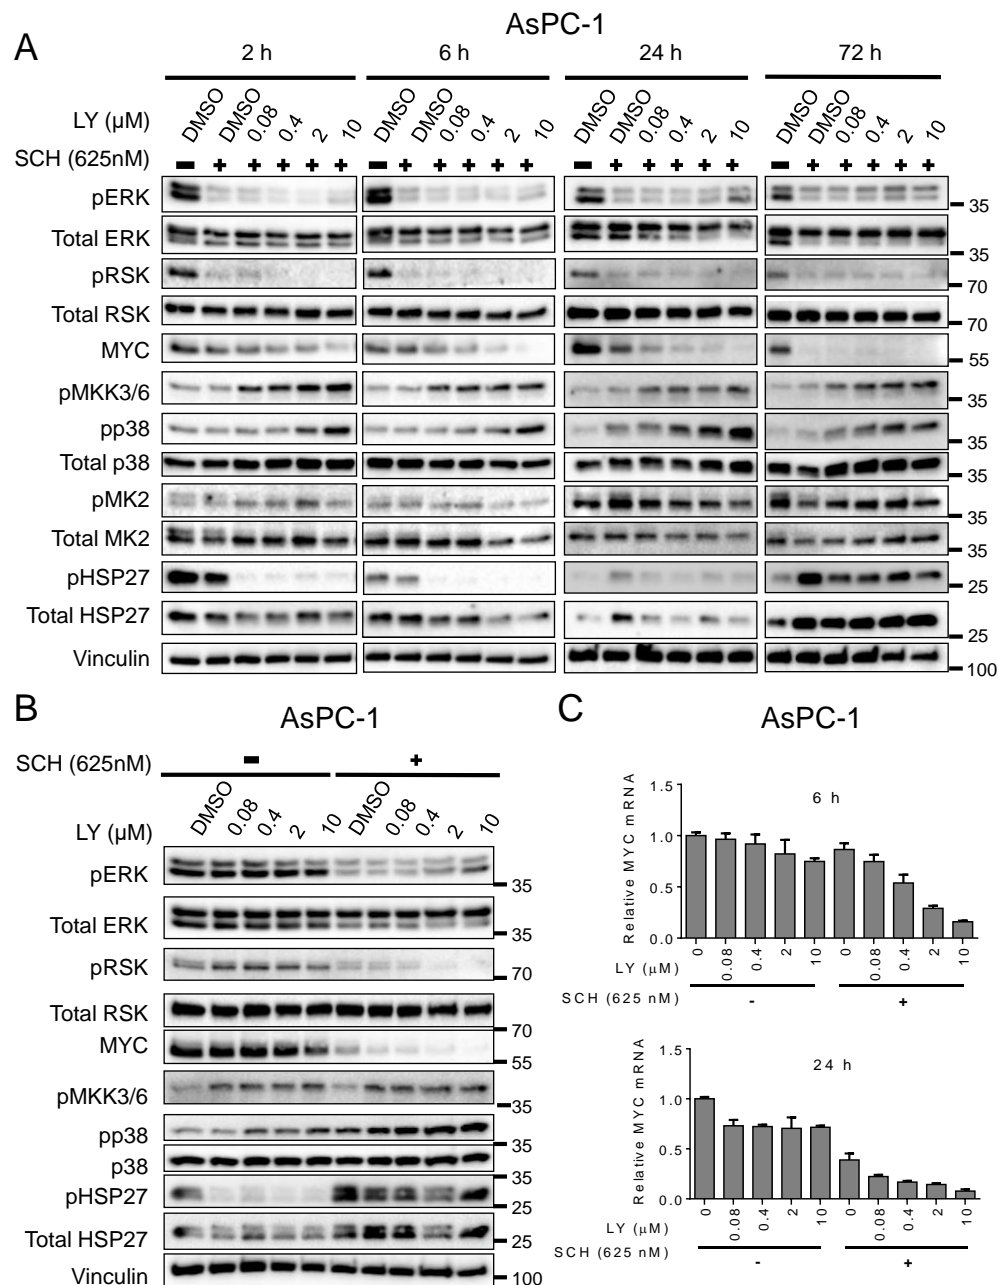 A
AsPC-1
2 h 6 h 24 h 72 h
LY (µM) DMSO DMSO 0.08 0.4 2 10 DMSO DMSO 0.08 0.4 2 10 DMSO DMSO 0.08 0.4 2 10 DMSO DMSO 0.08 0.4 2 10
SCH (625nM) - + + + + + - + + + + + - + + + + + - + + + + +
pERK 35
Total ERK 35
pRSK 70
Total RSK 70
MYC 55
pMKK3/6 35
pp38 35
Total p38 35
pMK2 35
Total MK2 35
pHSP27 25
Total HSP27 25
Vinculin 100
B
AsPC-1
SCH (625nM) - +
LY (µM) DMSO 0.08 0.4 2 10 DMSO 0.08 0.4 2 10
pERK 35
Total ERK 35
pRSK 70
Total RSK 70
MYC 55
pMKK3/6 35
pp38 35
p38 35
pHSP27 25
Total HSP27 25
Vinculin 100
C
AsPC-1
6 h
Relative MYC mRNA
1.5
1.0
0.5
0.0
0 0.08 0.4 2 10 0 0.08 0.4 2 10
LY (µM)
SCH (625 nM) - +
24 h
Relative MYC mRNA
1.5
1.0
0.5
0.0
0 0.08 0.4 2 10 0 0.08 0.4 2 10
LY (µM)
SCH (625 nM) - +